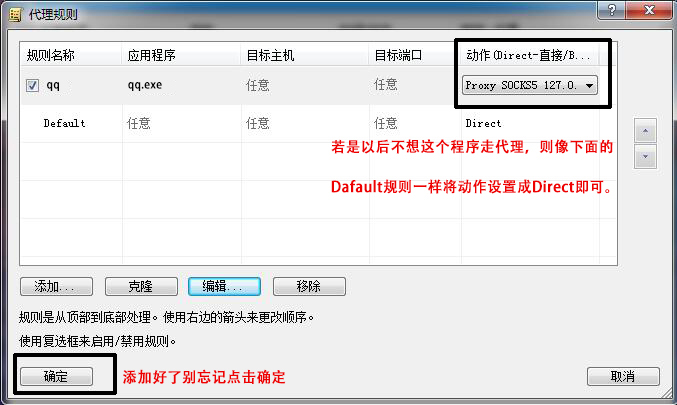 代理规则
规则名称 应用程序 目标主机 目标端口 动作(Direct-直接/B...
qq qq.exe 任意 任意 Proxy SOCKS5 127.0.
Default 任意 任意 任意 Direct
若是以后不想这个程序走代理，则像下面的
Dafault规则一样将动作设置成Direct即可。
添加... 克隆 编辑... 移除
规则是从顶部到底部处理。使用右边的箭头来更改顺序。
使用复选框来启用/禁用规则。
确定 添加好了别忘记点击确定 取消